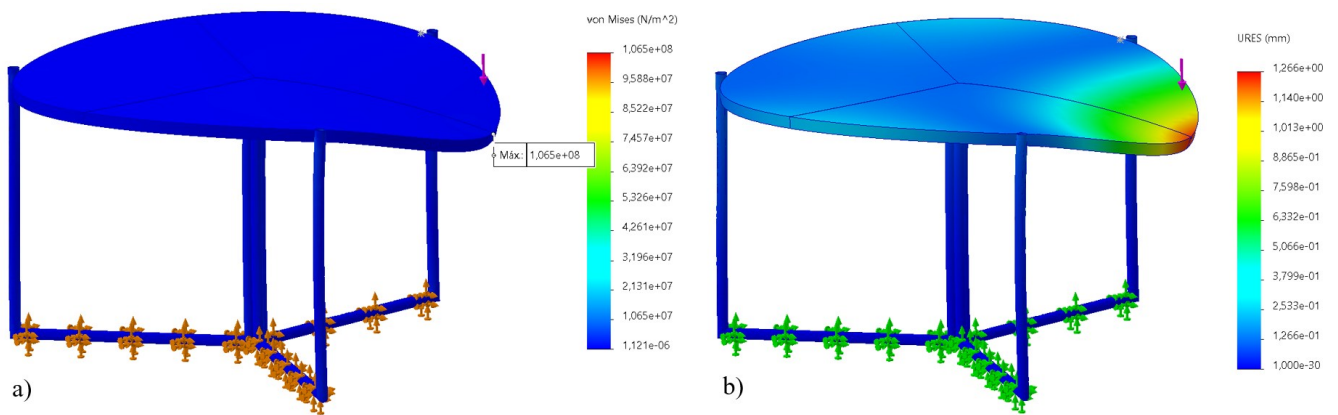 von Mises (N/m^2)
1,065e+08
9,588e+07
8,522e+07
7,457e+07
6,392e+07
5,326e+07
4,261e+07
3,196e+07
2,131e+07
1,065e+07
1,121e-06
Máx.: 1,065e+08
a)
URES (mm)
1,266e+00
1,140e+00
1,013e+00
8,865e-01
7,598e-01
6,332e-01
5,066e-01
3,799e-01
2,533e-01
1,266e-01
1,000e-30
b)